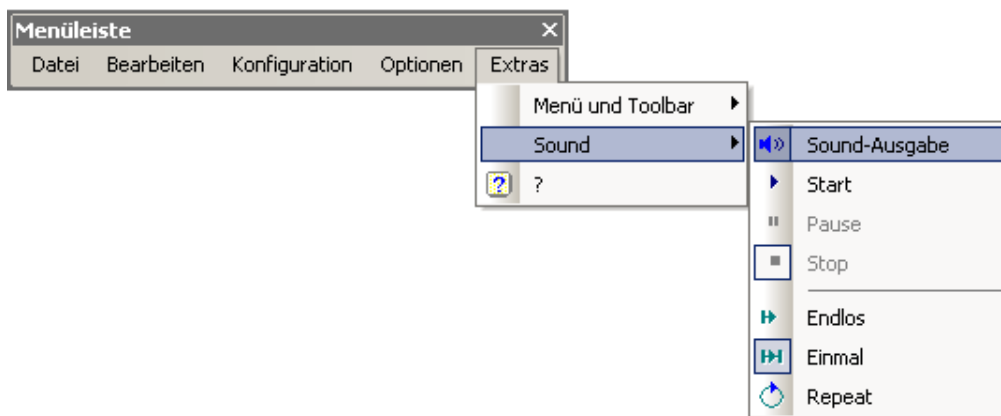 Menüleiste
Datei Bearbeiten Konfiguration Optionen Extras
Menü und Toolbar
Sound
?
Sound-Ausgabe
Start
Pause
Stop
Endlos
Einmal
Repeat